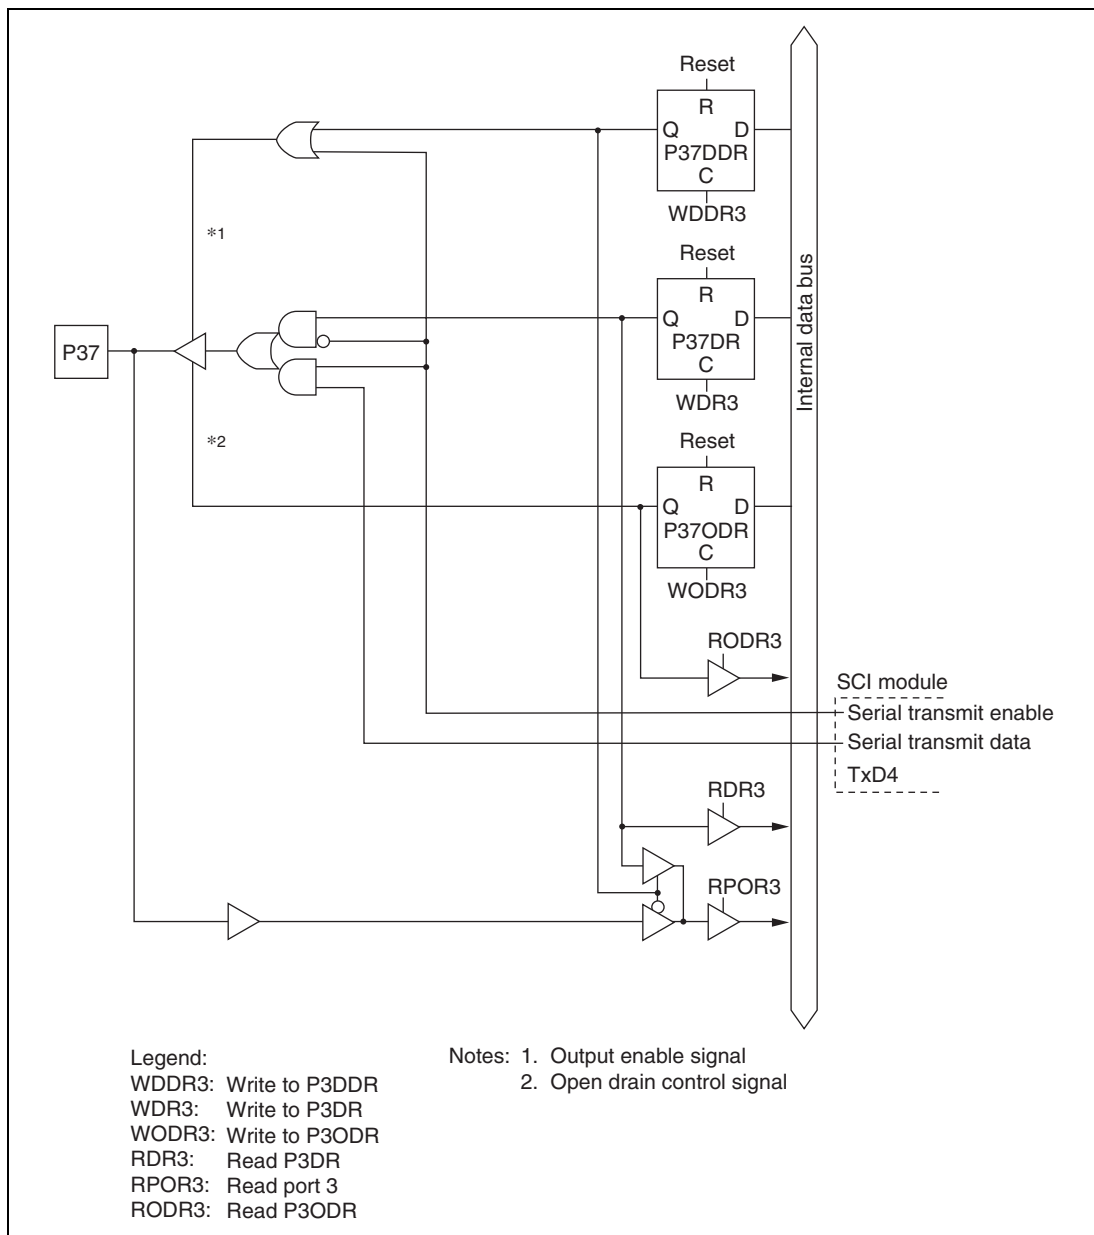 Reset
R
Q D
P37DDR
C
WDDR3
*1
Reset
R
Q D
P37DR
C
WDR3
Internal data bus
P37
*2
Reset
R
Q D
P37ODR
C
WODR3
RODR3
SCI module
Serial transmit enable
Serial transmit data
TxD4
RDR3
RPOR3
Legend:
WDDR3: Write to P3DDR
WDR3: Write to P3DR
WODR3: Write to P3ODR
RDR3: Read P3DR
RPOR3: Read port 3
RODR3: Read P3ODR
Notes: 1. Output enable signal
2. Open drain control signal